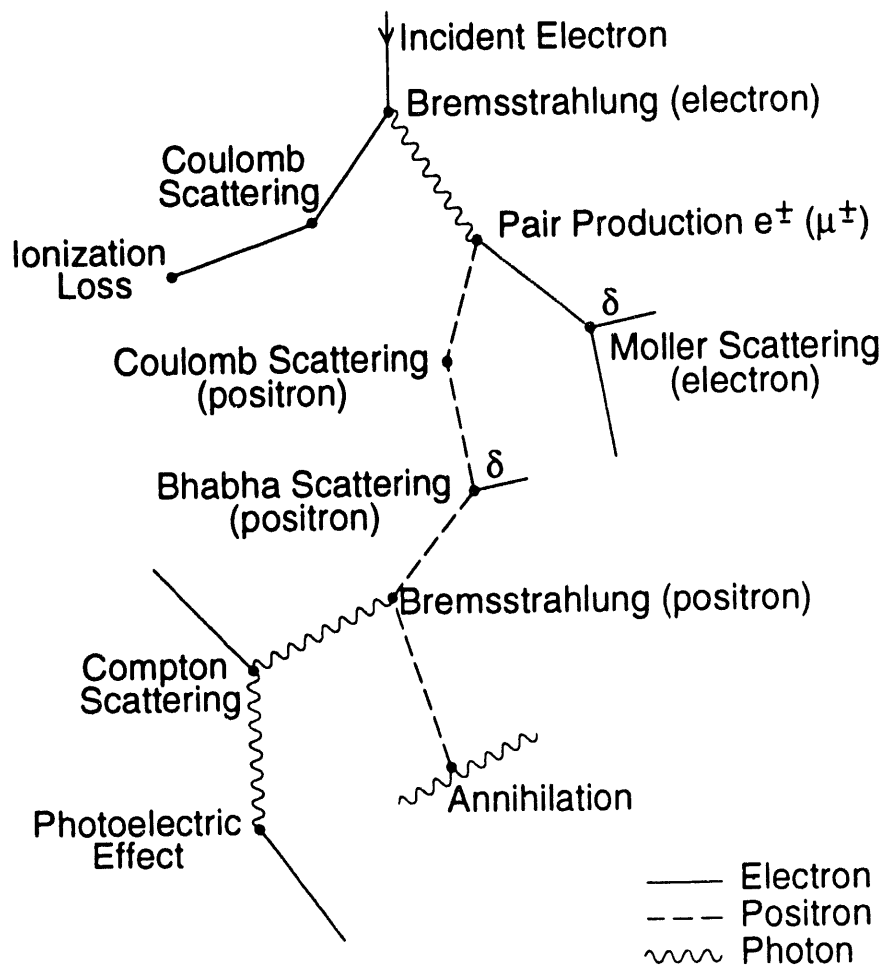 Incident Electron
Bremsstrahlung (electron)
Coulomb
Scattering
Pair Production e± (μ±)
Ionization
Loss
δ
Moller Scattering
(electron)
Coulomb Scattering
(positron)
δ
Bhabha Scattering
(positron)
Bremsstrahlung (positron)
Compton
Scattering
Annihilation
Photoelectric
Effect
Electron
Positron
Photon